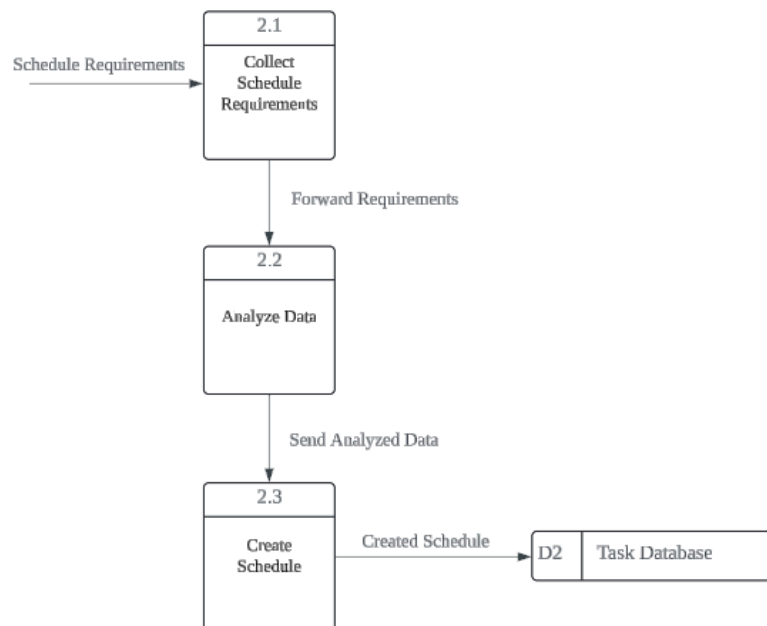 2.1
Schedule Requirements
Collect
Schedule
Requirements
Forward Requirements
2.2
Analyze Data
Send Analyzed Data
2.3
Create
Schedule
Created Schedule
D2
Task Database